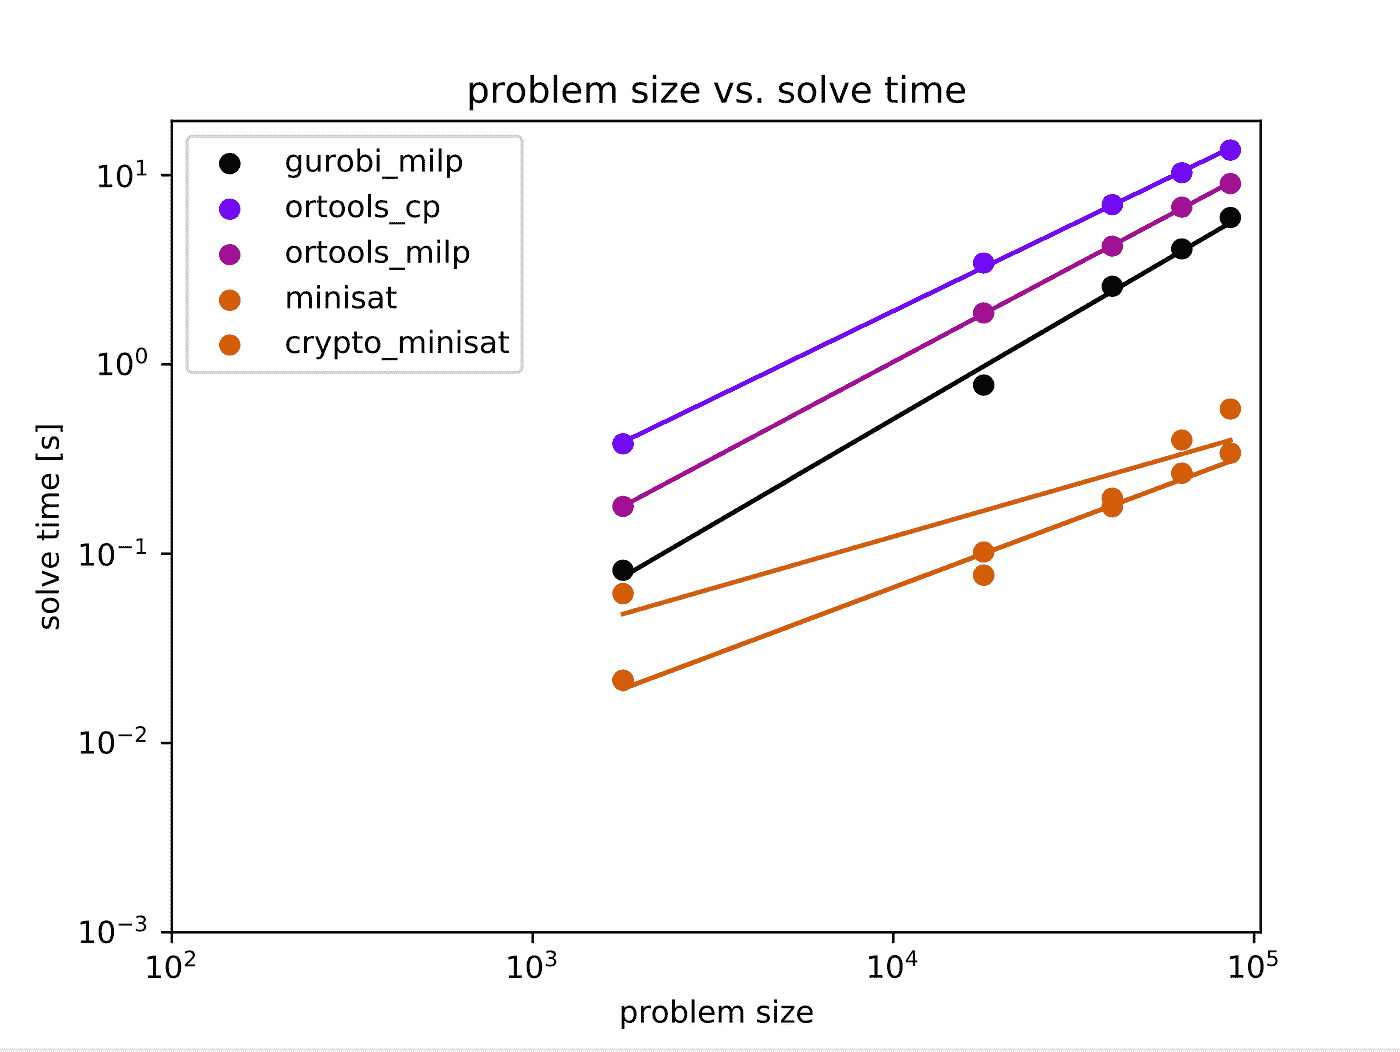 problem size vs. solve time
gurobi_milp
ortools_cp
ortools_milp
minisat
crypto_minisat
solve time [s]
10¹
10⁰
10⁻¹
10⁻²
10⁻³
10² 10³ 10⁴ 10⁵
problem size